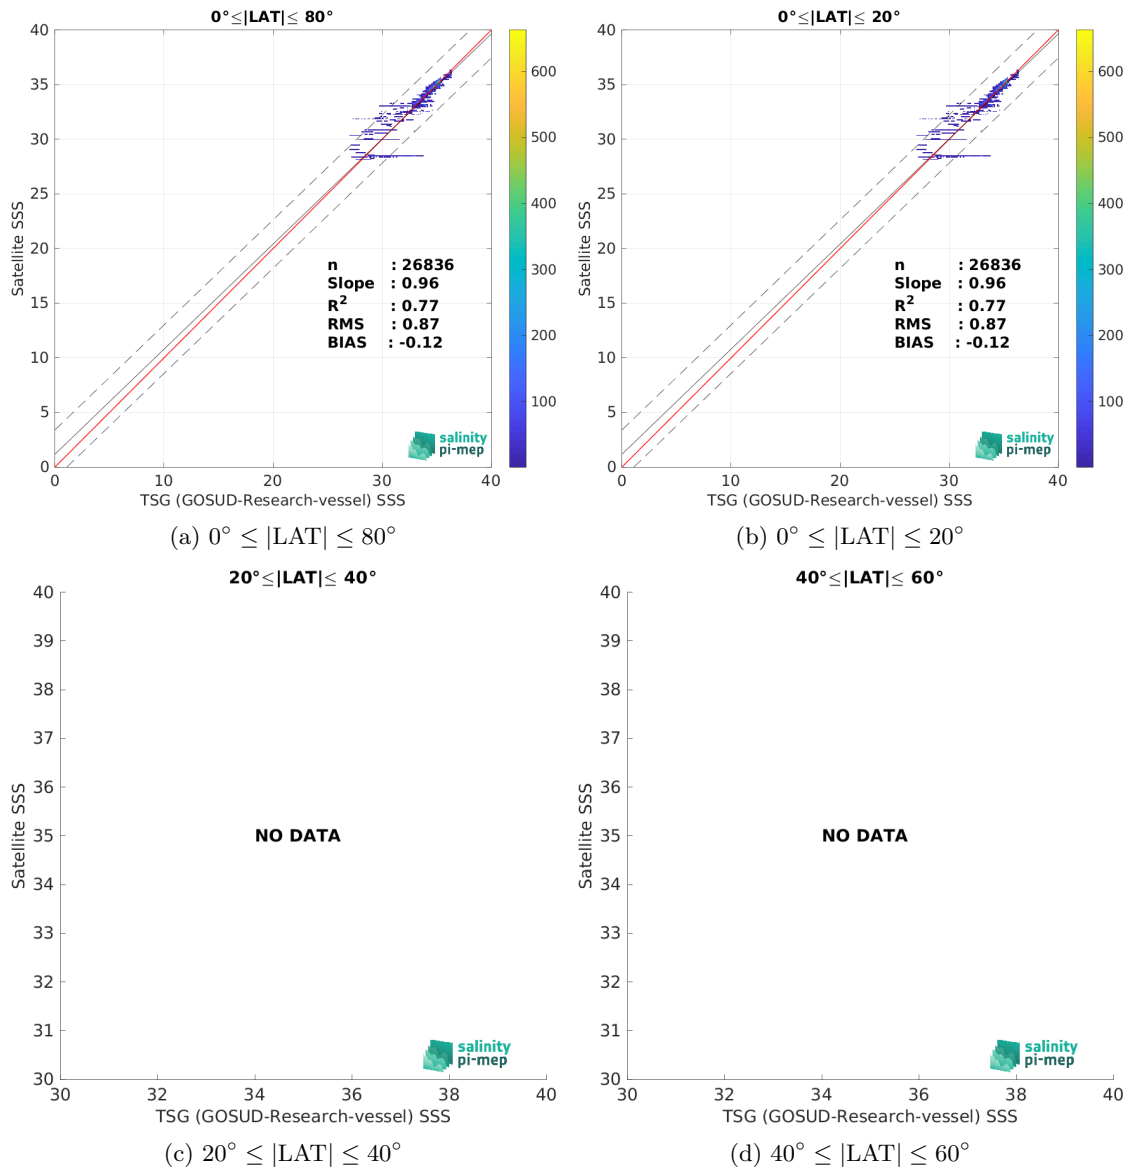 0°≤|LAT|≤ 80°
Satellite SSS
40
35
30
25
20
15
10
5
0
0
10
20
30
40
TSG (GOSUD-Research-vessel) SSS
n : 26836
Slope : 0.96
R2 : 0.77
RMS : 0.87
BIAS : -0.12
salinity
pi-mep
600
500
400
300
200
100
(a) 0° ≤ |LAT| ≤ 80°
0°≤|LAT|≤ 20°
Satellite SSS
40
35
30
25
20
15
10
5
0
0
10
20
30
40
TSG (GOSUD-Research-vessel) SSS
n : 26836
Slope : 0.96
R2 : 0.77
RMS : 0.87
BIAS : -0.12
salinity
pi-mep
600
500
400
300
200
100
(b) 0° ≤ |LAT| ≤ 20°
20°≤|LAT|≤ 40°
Satellite SSS
40
39
38
37
36
35
34
33
32
31
30
NO DATA
salinity
pi-mep
30
32
34
36
38
40
TSG (GOSUD-Research-vessel) SSS
(c) 20° ≤ |LAT| ≤ 40°
40°≤|LAT|≤ 60°
Satellite SSS
40
39
38
37
36
35
34
33
32
31
30
NO DATA
salinity
pi-mep
30
32
34
36
38
40
TSG (GOSUD-Research-vessel) SSS
(d) 40° ≤ |LAT| ≤ 60°